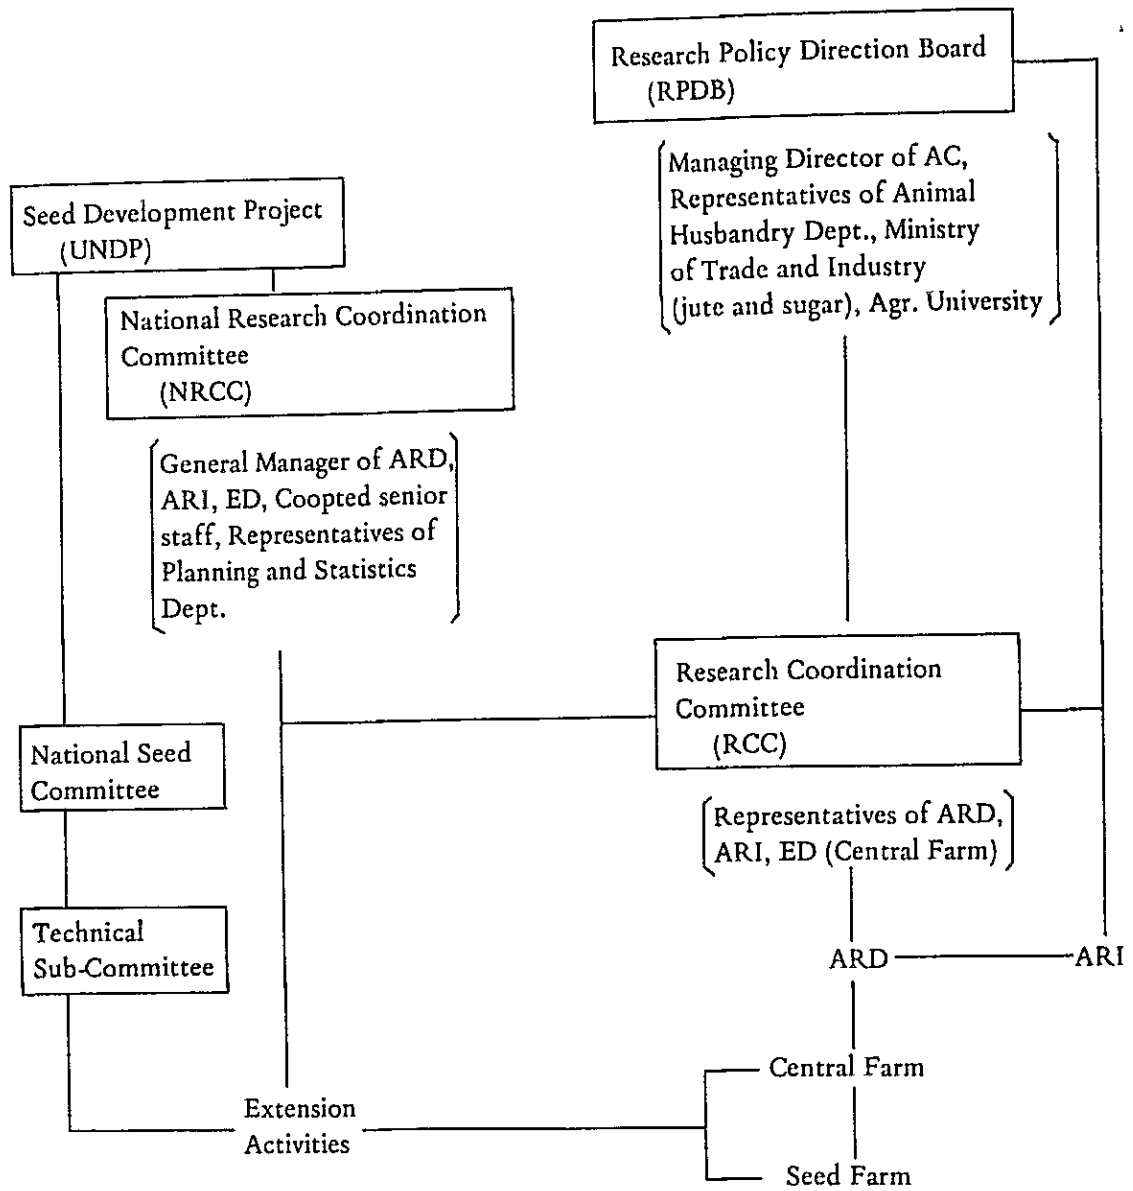 Research Policy Direction Board
(RPDB)
Managing Director of AC,
Representatives of Animal
Husbandry Dept., Ministry
of Trade and Industry
(jute and sugar), Agr. University
Seed Development Project
(UNDP)
National Research Coordination
Committee
(NRCC)
General Manager of ARD,
ARI, ED, Coopted senior
staff, Representatives of
Planning and Statistics
Dept.
Research Coordination
Committee
(RCC)
Representatives of ARD,
ARI, ED (Central Farm)
National Seed
Committee
Technical
Sub-Committee
ARD
ARI
Central Farm
Extension
Activities
Seed Farm